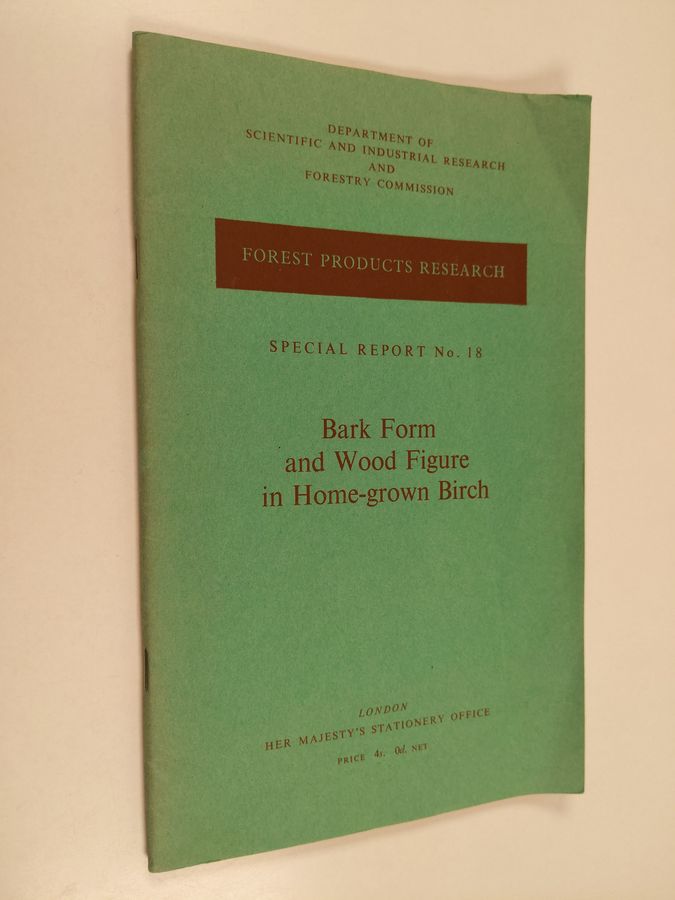 DEPARTMENT OF
SCIENTIFIC AND INDUSTRIAL RESEARCH
AND
FORESTRY COMMISSION
FOREST PRODUCTS RESEARCH
SPECIAL REPORT No. 18
Bark Form
and Wood Figure
in Home-grown Birch
LONDON
HER MAJESTY'S STATIONERY OFFICE
PRICE 4s. 0d. NET